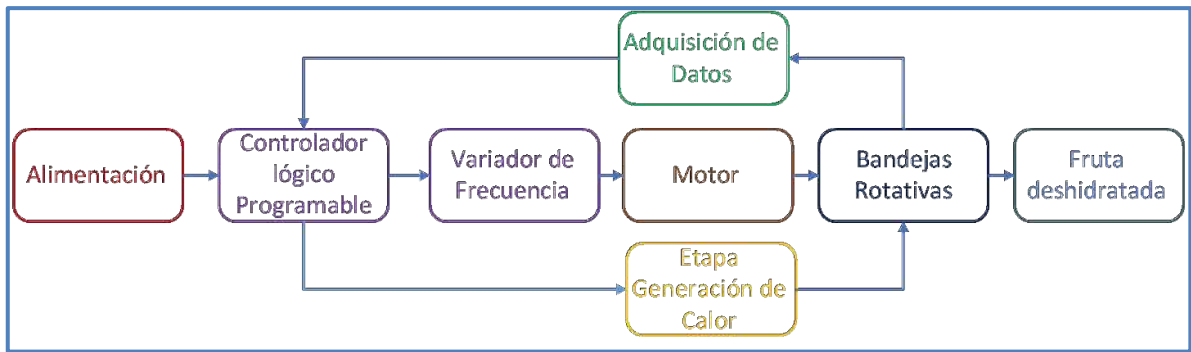 Adquisición de
Datos
Alimentación
Controlador
lógico
Programable
Variador de
Frecuencia
Motor
Bandejas
Rotativas
Fruta
deshidratada
Etapa
Generación de
Calor